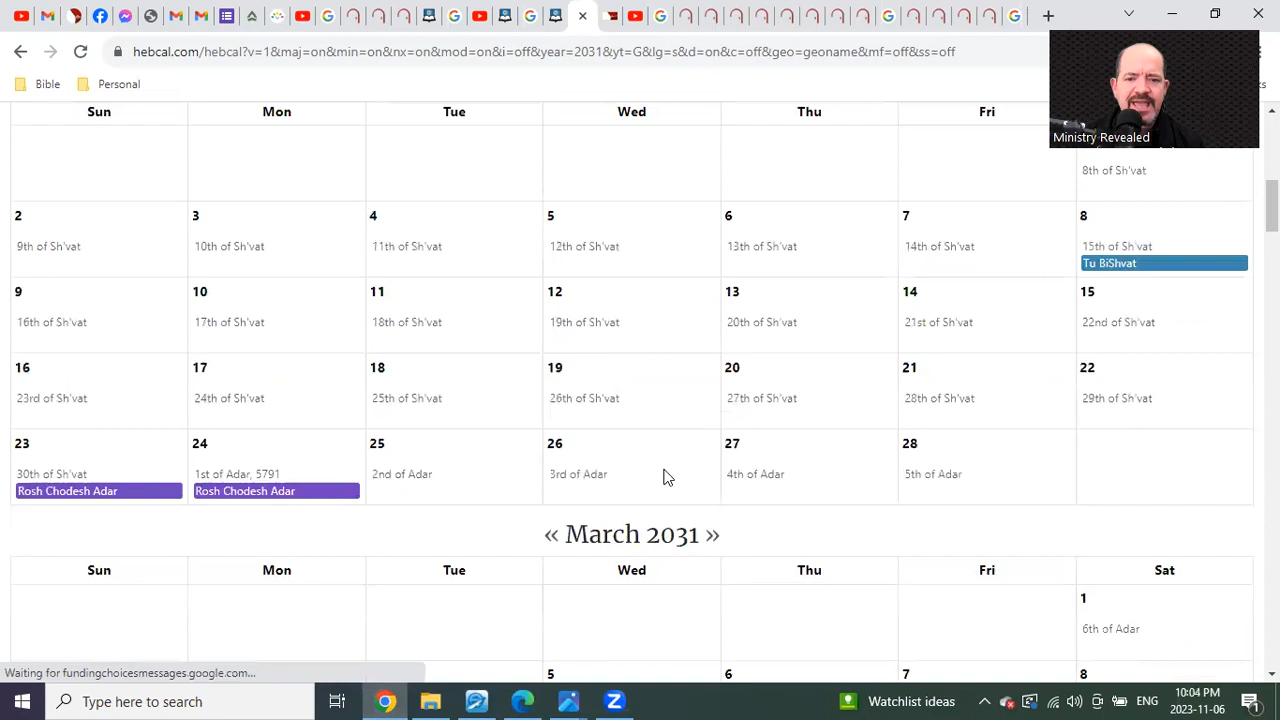 hebcal.com/hebcal?v=1&maj=on&min=on&nx=on&mod=on&i=off&year=2031&yt=G&lg=s&d=on&c=off&geo=geoname&mf=off&ss=off
Bible Personal
Ministry Revealed
Sun Mon Tue Wed Thu Fri
8th of Sh'vat
2 3 4 5 6 7 8
9th of Sh'vat 10th of Sh'vat 11th of Sh'vat 12th of Sh'vat 13th of Sh'vat 14th of Sh'vat 15th of Sh'vat
Tu BiShvat
9 10 11 12 13 14 15
16th of Sh'vat 17th of Sh'vat 18th of Sh'vat 19th of Sh'vat 20th of Sh'vat 21st of Sh'vat 22nd of Sh'vat
16 17 18 19 20 21 22
23rd of Sh'vat 24th of Sh'vat 25th of Sh'vat 26th of Sh'vat 27th of Sh'vat 28th of Sh'vat 29th of Sh'vat
23 24 25 26 27 28
30th of Sh'vat 1st of Adar, 5791 2nd of Adar 3rd of Adar 4th of Adar 5th of Adar
Rosh Chodesh Adar Rosh Chodesh Adar
« March 2031 »
Sun Mon Tue Wed Thu Fri Sat
1
6th of Adar
5 6 7 8
Waiting for fundingchoicesmessages.google.com...
Type here to search
Watchlist ideas
ENG
10:04 PM
2023-11-06
1